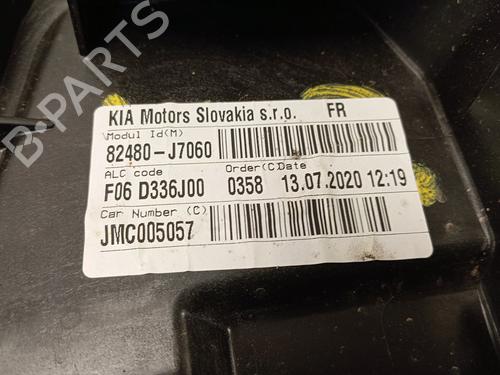 KIA Motors Slovakia s.r.o. FR
Modul Id(M)
82480-J7060
ALC code Order(C Date
F06 D336J00 0358 13.07.2020 12:19
Car Number (C)
JMC005057
B-PARTS